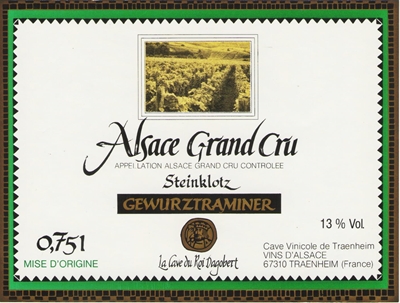 Alsace Grand Cru
APPELLATION ALSACE GRAND CRU CONTROLEE
Steinklotz
GEWURZTRAMINER
13 % Vol
0,75 l
MISE D'ORIGINE
La Cave du Roi Dagobert
Cave Vinicole de Traenheim
VINS D'ALSACE
67310 TRAENHEIM (France)